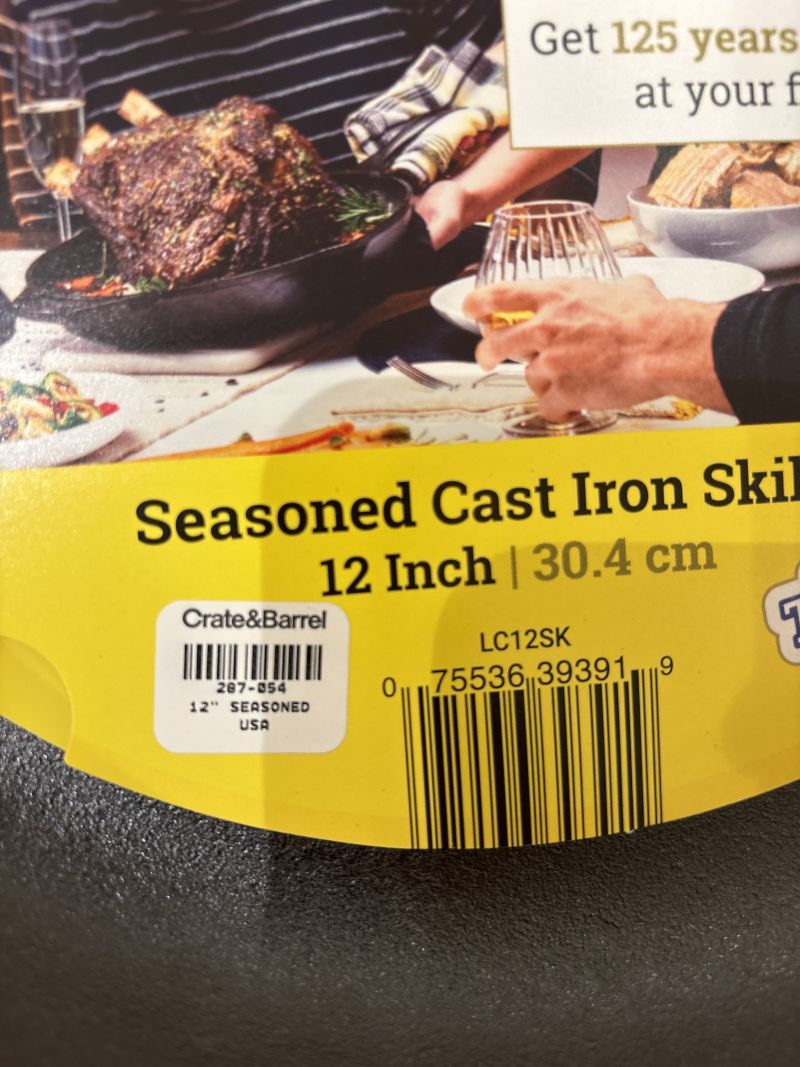 Get 125 years
at your f
Seasoned Cast Iron Skil
12 Inch | 30.4 cm
Crate&Barrel
287-054
12" SEASONED
USA
LC12SK
0 75536 39391 9